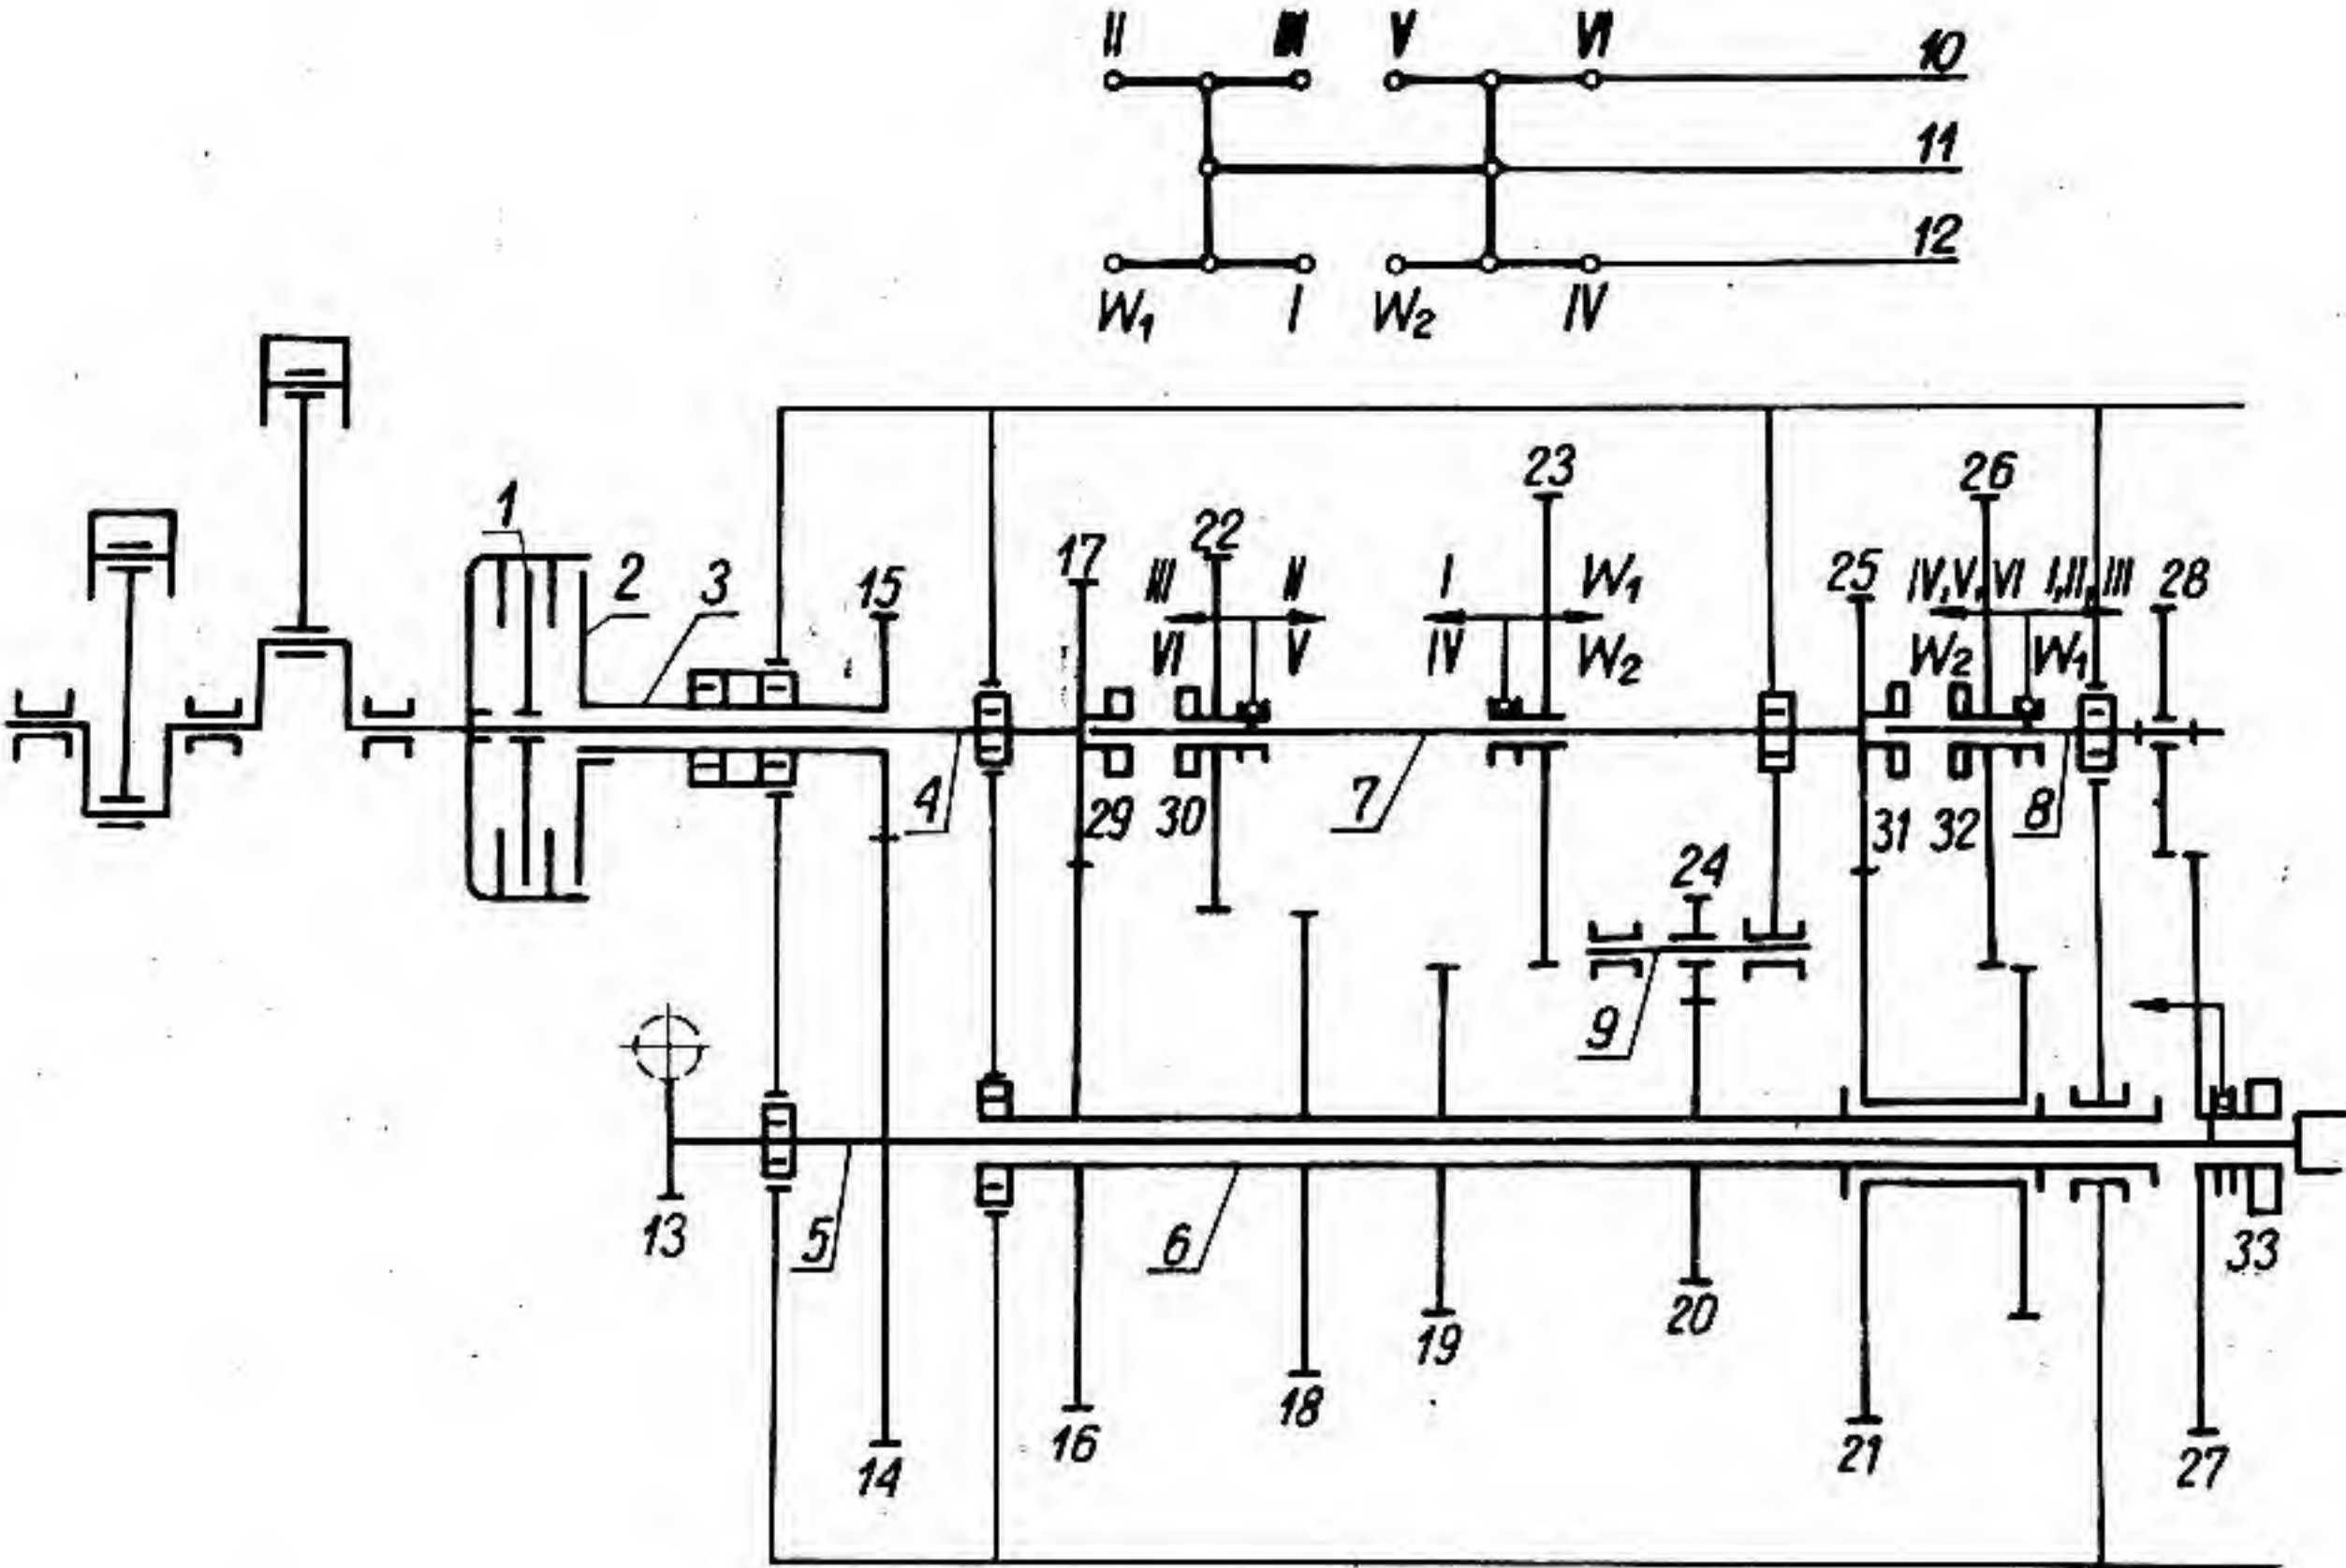 II III V VI 10
11
12
W₁ I W₂ IV
1 2 3 15 17 22 23 25 26 28
III II I W₁ IV, V, VI I, II, III
VI V IV W₂ W₂ W₁
4 29 30 7 24 31 32 8
9
13 5 6 19 20 33
16 18 14 21 27